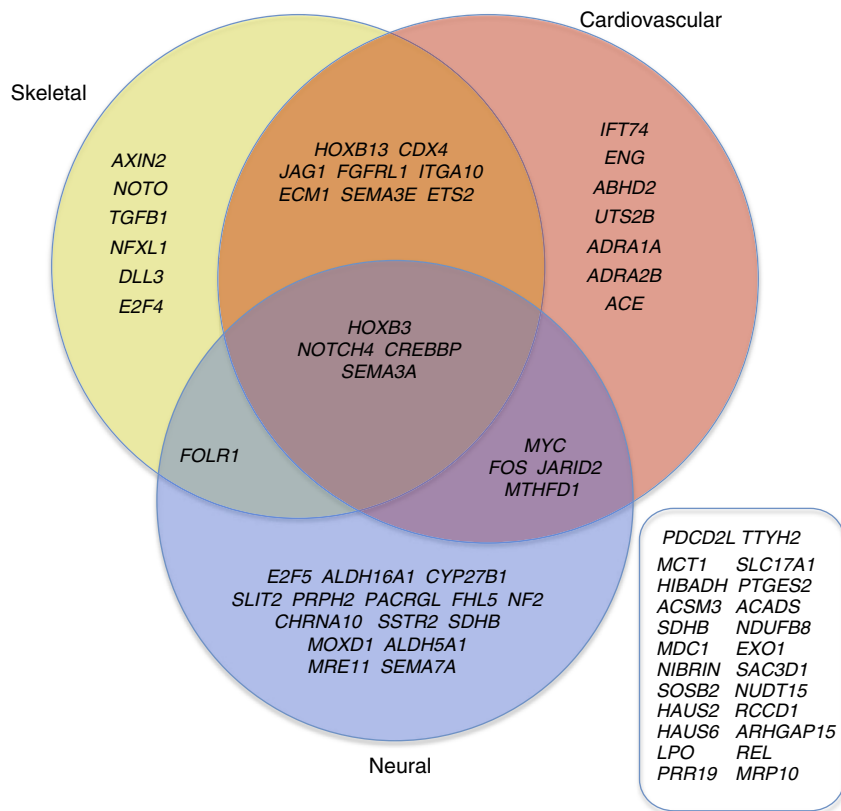 Cardiovascular
Skeletal
AXIN2
NOTO
TGFB1
NFXL1
DLL3
E2F4
HOXB13 CDX4
JAG1 FGFRL1 ITGA10
ECM1 SEMA3E ETS2
IFT74
ENG
ABHD2
UTS2B
ADRA1A
ADRA2B
ACE
HOXB3
NOTCH4 CREBBP
SEMA3A
FOLR1
MYC
FOS JARID2
MTHFD1
E2F5 ALDH16A1 CYP27B1
SLIT2 PRPH2 PACRGL FHL5 NF2
CHRNA10 SSTR2 SDHB
MOXD1 ALDH5A1
MRE11 SEMA7A
Neural
PDCD2L TTYH2
MCT1 SLC17A1
HIBADH PTGES2
ACSM3 ACADS
SDHB NDUFB8
MDC1 EXO1
NIBRIN SAC3D1
SOSB2 NUDT15
HAUS2 RCCD1
HAUS6 ARHGAP15
LPO REL
PRR19 MRP10